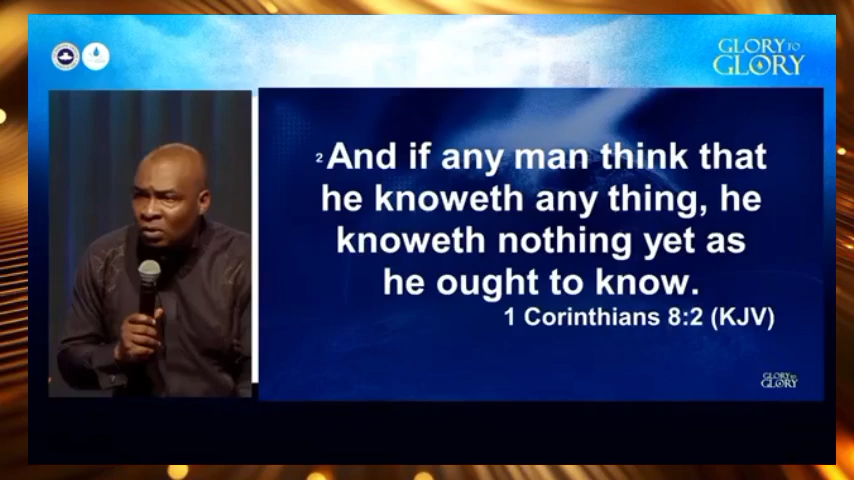 GLORY TO
GLORY
2 And if any man think that
he knoweth any thing, he
knoweth nothing yet as
he ought to know.
1 Corinthians 8:2 (KJV)
GLORY TO
GLORY